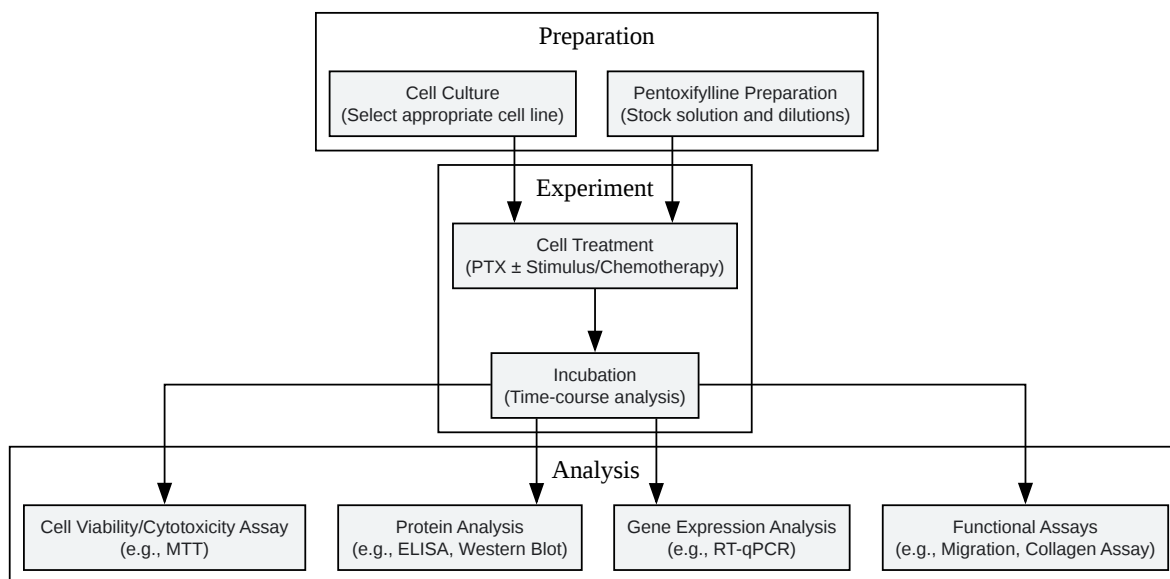 Preparation
Cell Culture
(Select appropriate cell line)
Pentoxifylline Preparation
(Stock solution and dilutions)
Experiment
Cell Treatment
(PTX ± Stimulus/Chemotherapy)
Incubation
(Time-course analysis)
Analysis
Cell Viability/Cytotoxicity Assay
(e.g., MTT)
Protein Analysis
(e.g., ELISA, Western Blot)
Gene Expression Analysis
(e.g., RT-qPCR)
Functional Assays
(e.g., Migration, Collagen Assay)